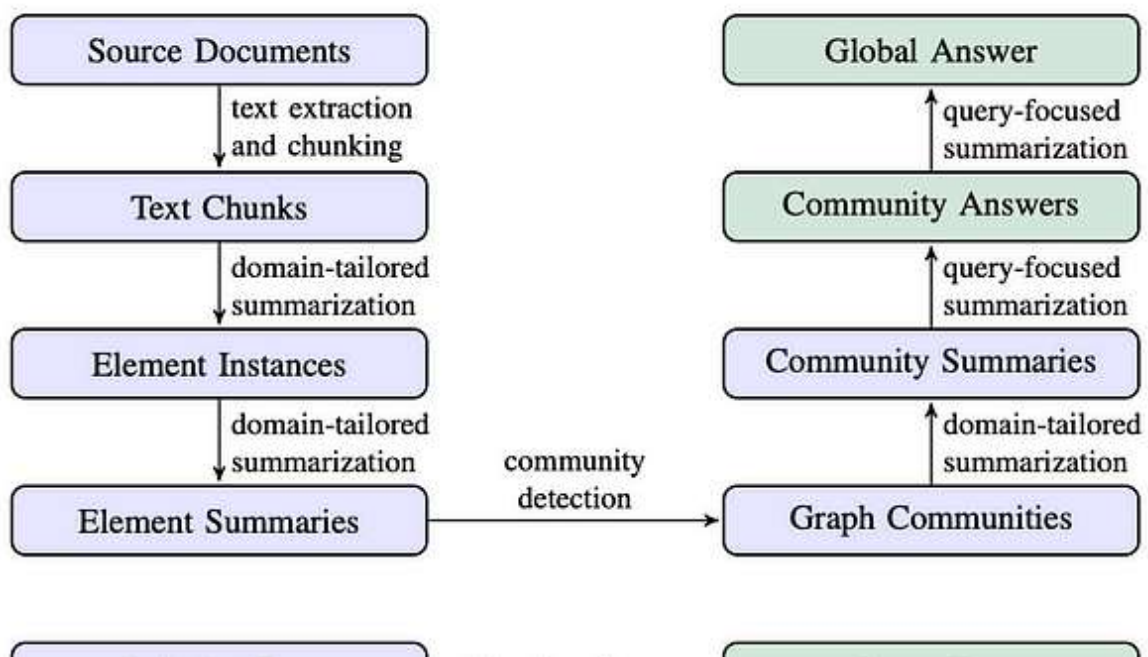 Source Documents
text extraction
and chunking
Text Chunks
domain-tailored
summarization
Element Instances
domain-tailored
summarization
Element Summaries
community
detection
Global Answer
query-focused
summarization
Community Answers
query-focused
summarization
Community Summaries
domain-tailored
summarization
Graph Communities